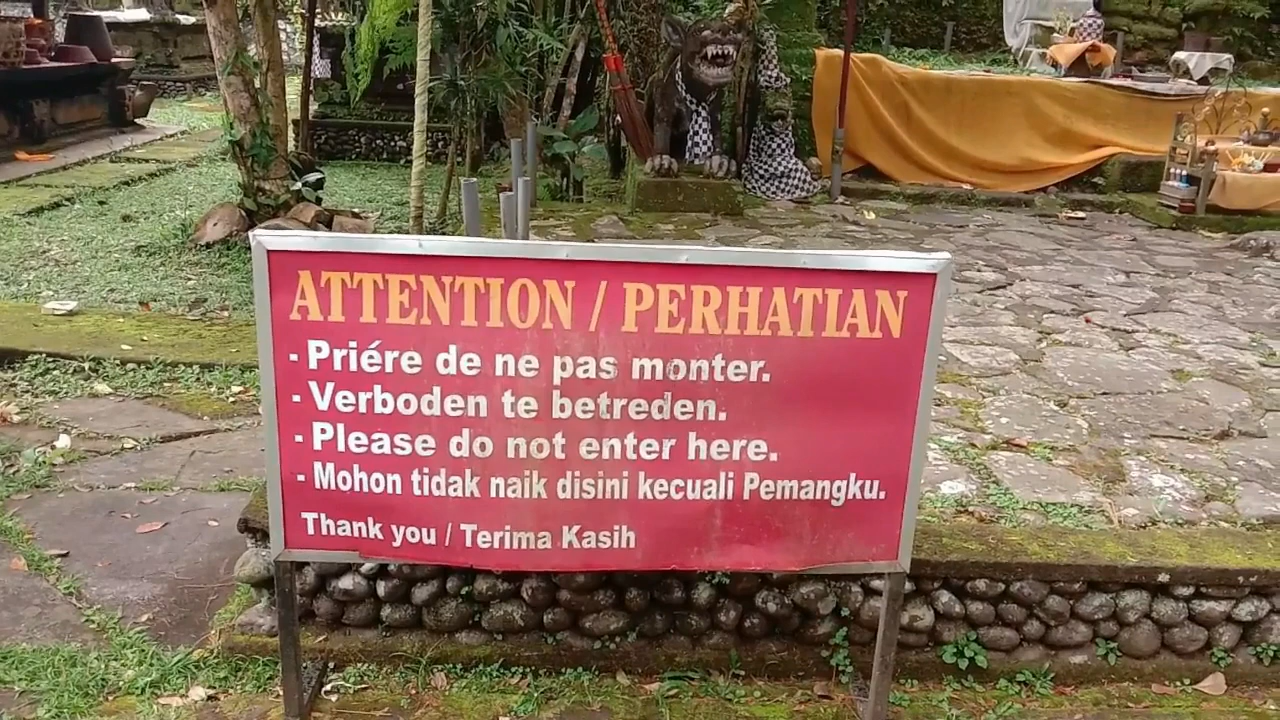 ATTENTION / PERHATIAN
- Priére de ne pas monter.
- Verboden te betreden.
- Please do not enter here.
- Mohon tidak naik disini kecuali Pemangku.
Thank you / Terima Kasih